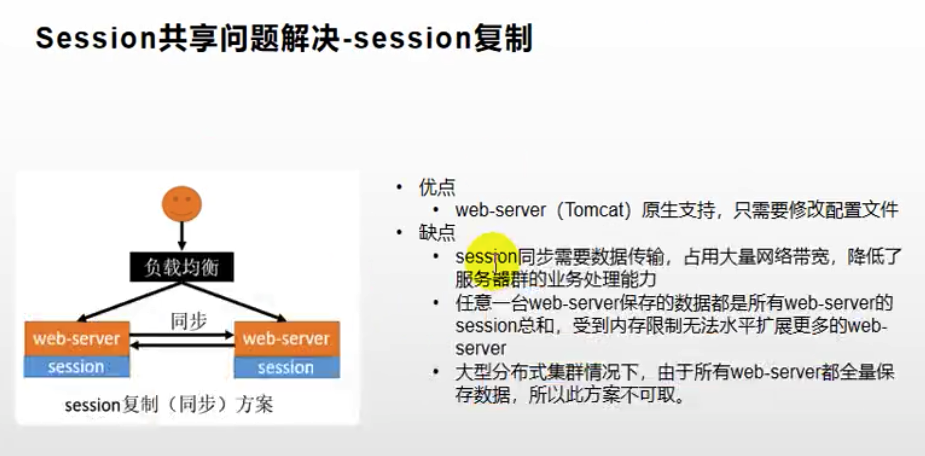 Session共享问题解决-session复制
负载均衡
同步
web-server
web-server
session
session
session复制（同步）方案
• 优点
• web-server（Tomcat）原生支持，只需要修改配置文件
• 缺点
• session同步需要数据传输，占用大量网络带宽，降低了
服务器群的业务处理能力
• 任意一台web-server保存的数据都是所有web-server的
session总和，受到内存限制无法水平扩展更多的web-
server
• 大型分布式集群情况下，由于所有web-server都全量保
存数据，所以此方案不可取。